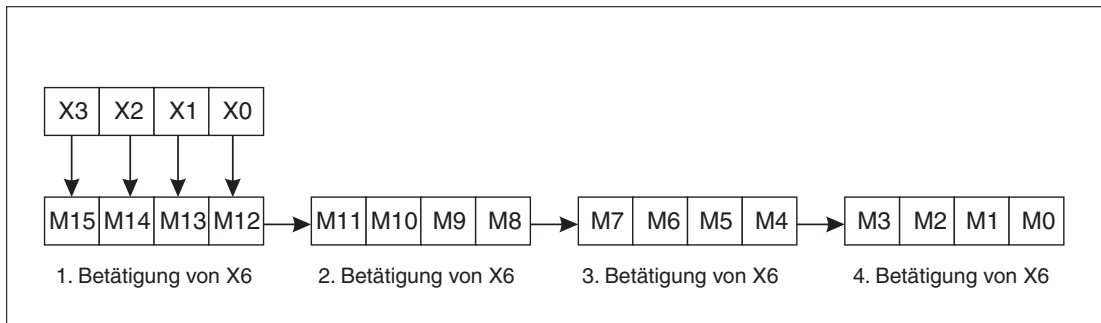 X3 X2 X1 X0
M15 M14 M13 M12 M11 M10 M9 M8 M7 M6 M5 M4 M3 M2 M1 M0
1. Betätigung von X6 2. Betätigung von X6 3. Betätigung von X6 4. Betätigung von X6